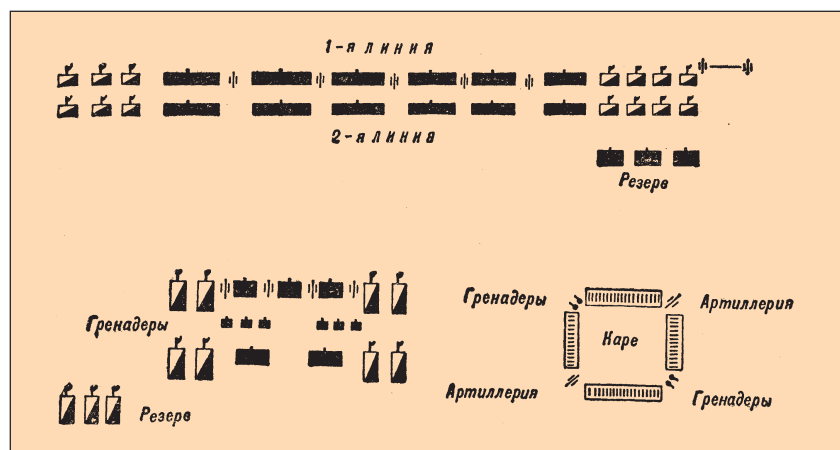 1-я линия
2-я линия
Резерв
Гренадеры
Резерв
Гренадеры
Артиллерия
Каре
Артиллерия
Гренадеры